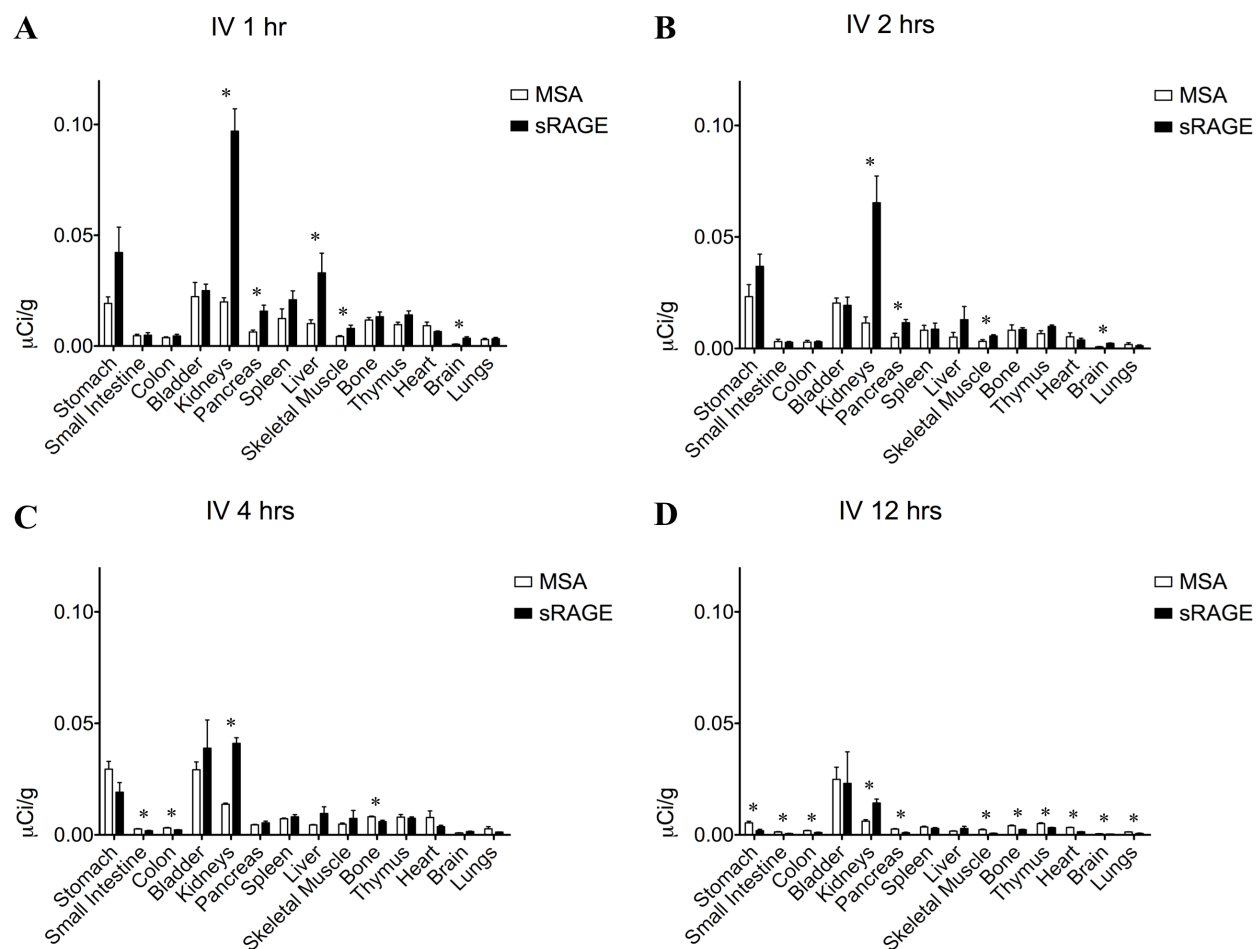 A
IV 1 hr
MSA
sRAGE
0.10
0.05
0.00
μCi/g
Stomach
Small Intestine
Colon
Bladder
Kidneys
Pancreas
Spleen
Liver
Skeletal Muscle
Bone
Thymus
Heart
Brain
Lungs
*
*
*
*
*
B
IV 2 hrs
MSA
sRAGE
0.10
0.05
0.00
μCi/g
Stomach
Small Intestine
Colon
Bladder
Kidneys
Pancreas
Spleen
Liver
Skeletal Muscle
Bone
Thymus
Heart
Brain
Lungs
*
*
*
*
C
IV 4 hrs
MSA
sRAGE
0.10
0.05
0.00
μCi/g
Stomach
Small Intestine
Colon
Bladder
Kidneys
Pancreas
Spleen
Liver
Skeletal Muscle
Bone
Thymus
Heart
Brain
Lungs
*
*
*
*
D
IV 12 hrs
MSA
sRAGE
0.10
0.05
0.00
μCi/g
Stomach
Small Intestine
Colon
Bladder
Kidneys
Pancreas
Spleen
Liver
Skeletal Muscle
Bone
Thymus
Heart
Brain
Lungs
*
*
*
*
*
*
*
*
*
*
*